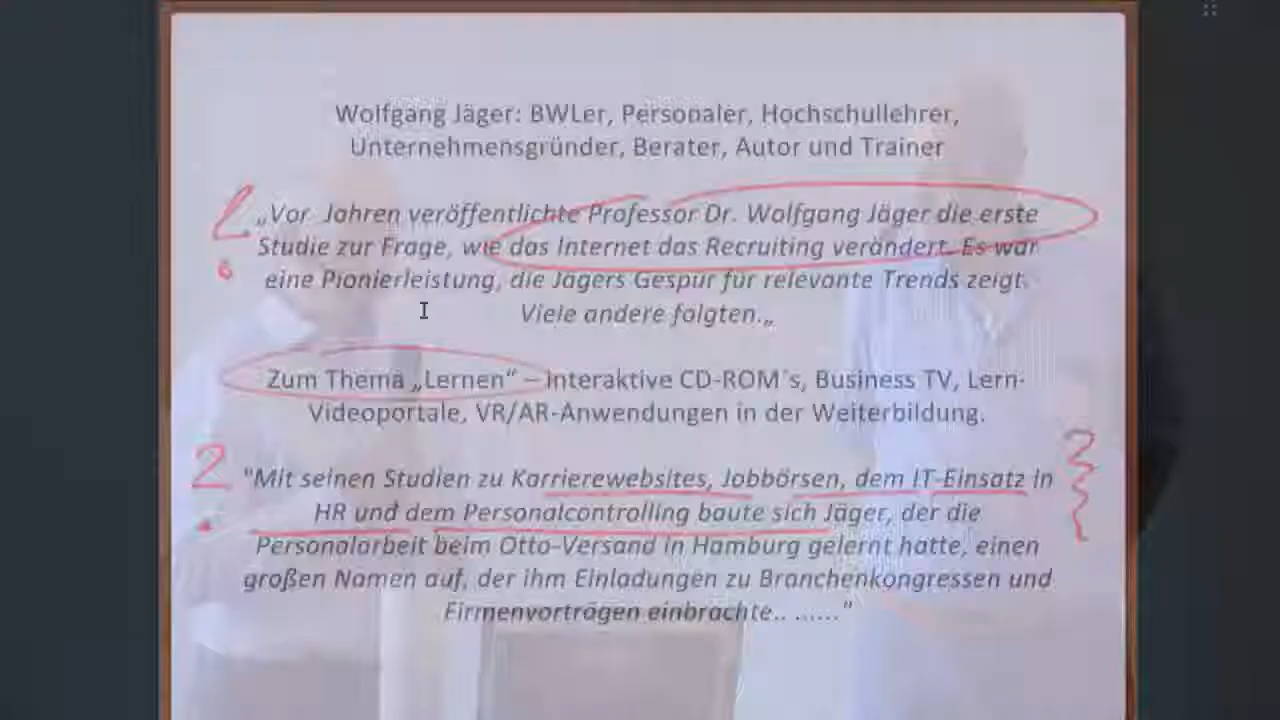 Wolfgang Jäger: BWLer, Personaler, Hochschullehrer,
Unternehmensgründer, Berater, Autor und Trainer
„Vor Jahren veröffentlichte Professor Dr. Wolfgang Jäger die erste
Studie zur Frage, wie das Internet das Recruiting verändert. Es war
eine Pionierleistung, die Jägers Gespür für relevante Trends zeigt.
Viele andere folgten.„
Zum Thema „Lernen“ – Interaktive CD-ROM´s, Business TV, Lern-
Videoportale, VR/AR-Anwendungen in der Weiterbildung.
2 "Mit seinen Studien zu Karrierewebsites, Jobbörsen, dem IT-Einsatz in
HR und dem Personalcontrolling baute sich Jäger, der die
Personalarbeit beim Otto-Versand in Hamburg gelernt hatte, einen
großen Namen auf, der ihm Einladungen zu Branchenkongressen und
Firmenvorträgen einbrachte.. ......"